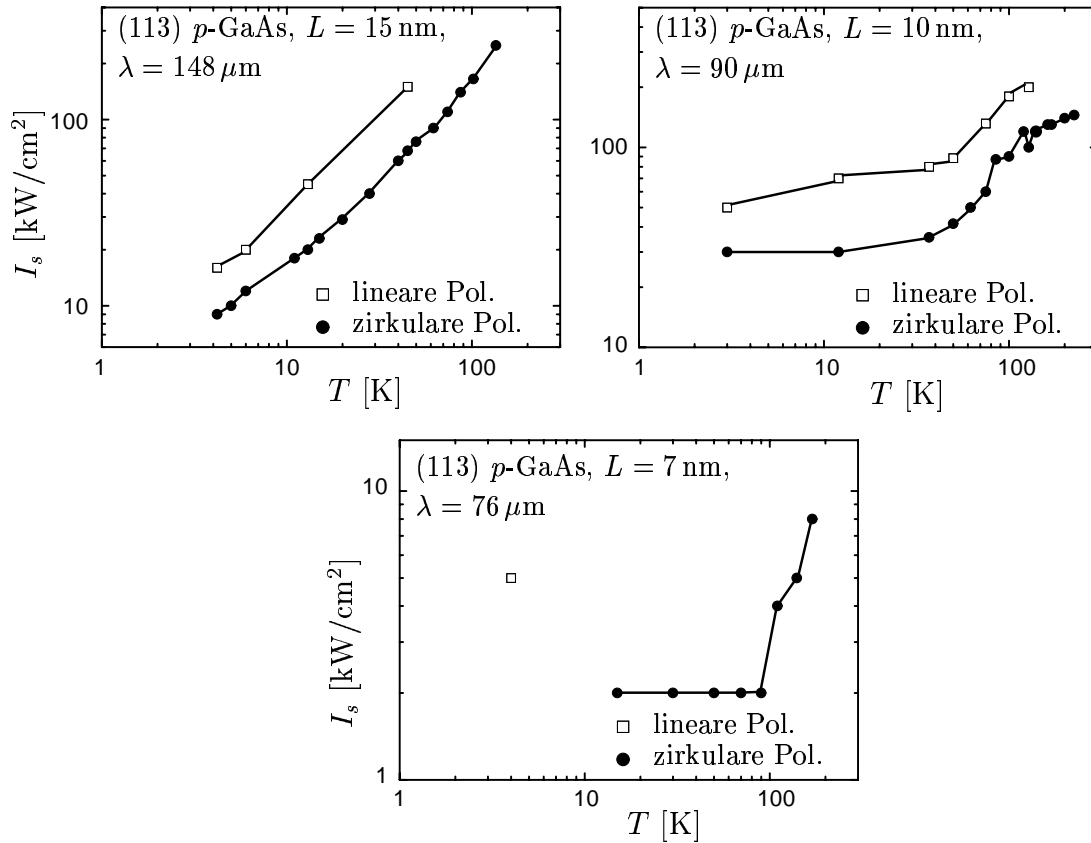 (113) p-GaAs, L = 15 nm,
λ = 148 μm
100
10
I_s [kW/cm²]
lineare Pol.
zirkulare Pol.
1
10
100
T [K]
(113) p-GaAs, L = 10 nm,
λ = 90 μm
100
10
lineare Pol.
zirkulare Pol.
1
10
100
T [K]
(113) p-GaAs, L = 7 nm,
λ = 76 μm
10
1
I_s [kW/cm²]
lineare Pol.
zirkulare Pol.
1
10
100
T [K]